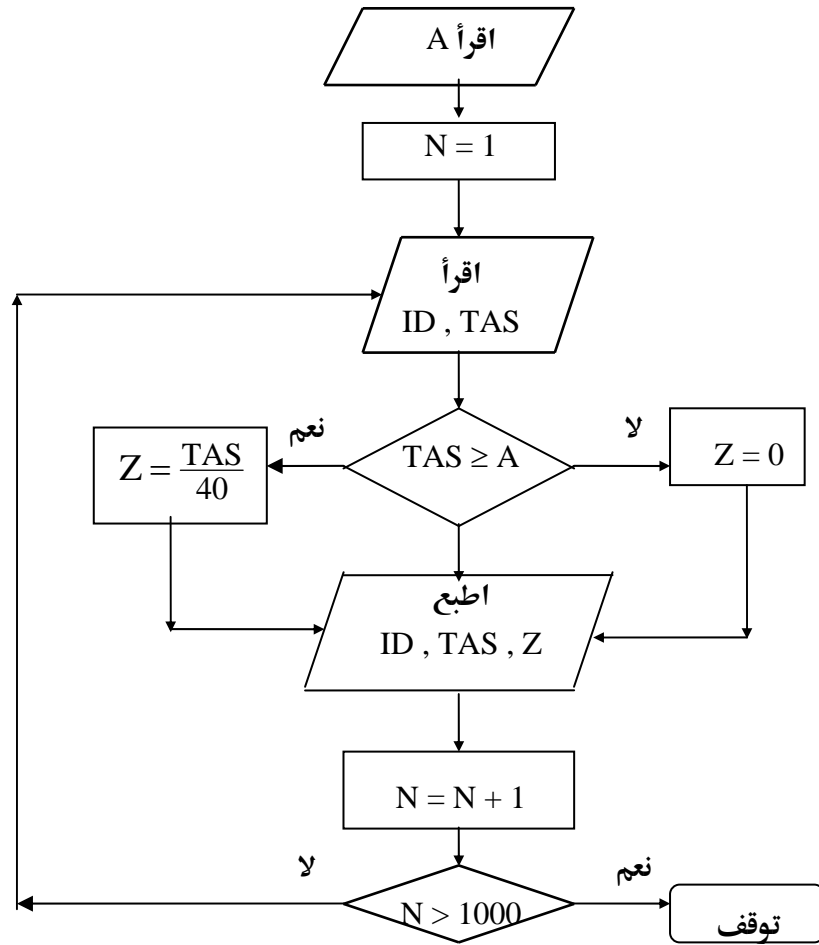 اقرأ A
N = 1
اقرأ
ID , TAS
نعم
TAS ≥ A
لا
Z = TAS/40
Z = 0
اطبع
ID , TAS , Z
N = N + 1
لا
N > 1000
نعم
توقف